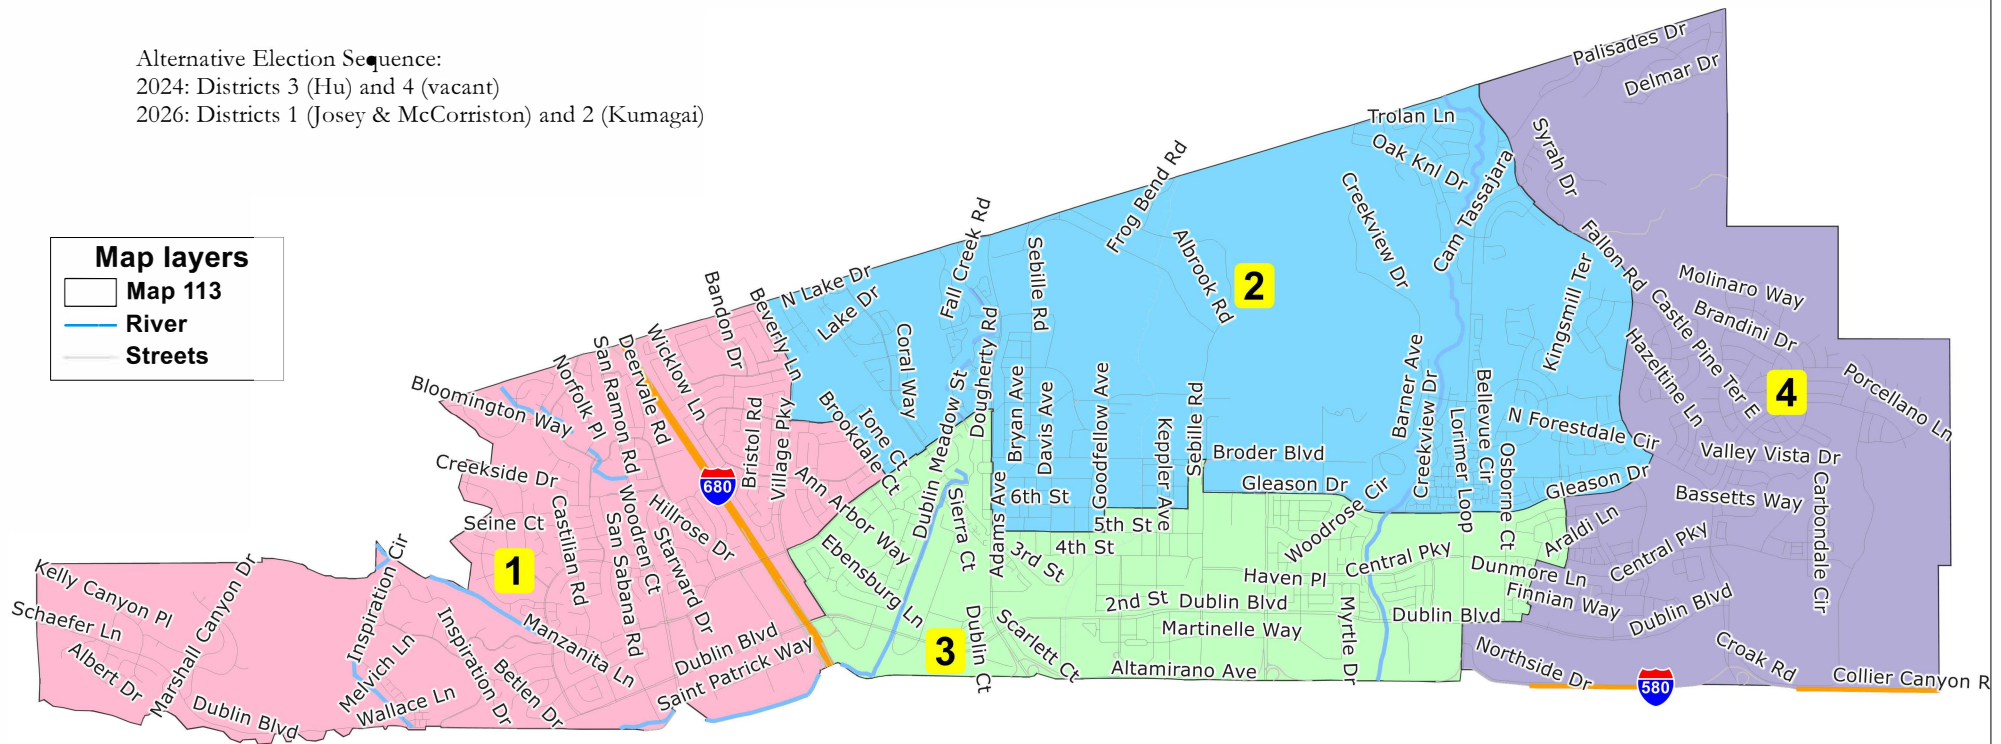 Alternative Election Sequence:
2024: Districts 3 (Hu) and 4 (vacant)
2026: Districts 1 (Josey & McCorriston) and 2 (Kumagai)
Map layers
Map 113
River
Streets
Palisades Dr
Delmar Dr
Trolan Ln
Oak Knl Dr
Syrah Dr
Cam Tassajara
Creekview Dr
Frog Bend Rd
Albrook Rd
Fall Creek Rd
Sebille Rd
N Lake Dr
Lake Dr
Coral Way
Dougherty Rd
Bandon Dr
Beverly Ln
Wicklow Ln
Deervale Rd
San Ramon Rd
Norfolk Pl
Bloomington Way
2
Fallon Rd
Kingsmill Ter
Molinaro Way
Brandini Dr
Castle Pine Ter E
Hazeltine Ln
4
Porcellano Ln
Valley Vista Dr
Bassetts Way
Carbondale Cir
Barner Ave
Creekview Dr
Bellevue Cir
Lorimer Loop
Osborne Ct
N Forestdale Cir
Gleason Dr
Broder Blvd
Gleason Dr
Sebille Rd
Keppler Ave
Goodfellow Ave
Davis Ave
Bryan Ave
6th St
5th St
4th St
3rd St
2nd St
Adams Ave
Dublin Meadow St
Sierra Ct
Ione Ct
Brookdale Ct
Ann Arbor Way
Village Pky
Bristol Rd
680
Hillrose Dr
Creekside Dr
Seine Ct
Castilian Rd
Woodren Ct
San Sabana Rd
Starward Dr
1
Ebensburg Ln
3
Dublin Ct
Scarlett Ct
Dublin Blvd
Martinelle Way
Altamirano Ave
Haven Pl
Woodrose Cir
Central Pky
Myrtle Dr
Dublin Blvd
Dunmore Ln
Finnian Way
Araldi Ln
Central Pky
Dublin Blvd
Northside Dr
Croak Rd
580
Collier Canyon R
Kelly Canyon Pl
Schaefer Ln
Albert Dr
Marshall Canyon Dr
Dublin Blvd
Inspiration Cir
Melvich Ln
Wallace Ln
Inspiration Dr
Betlen Dr
Manzanita Ln
Dublin Blvd
Saint Patrick Way